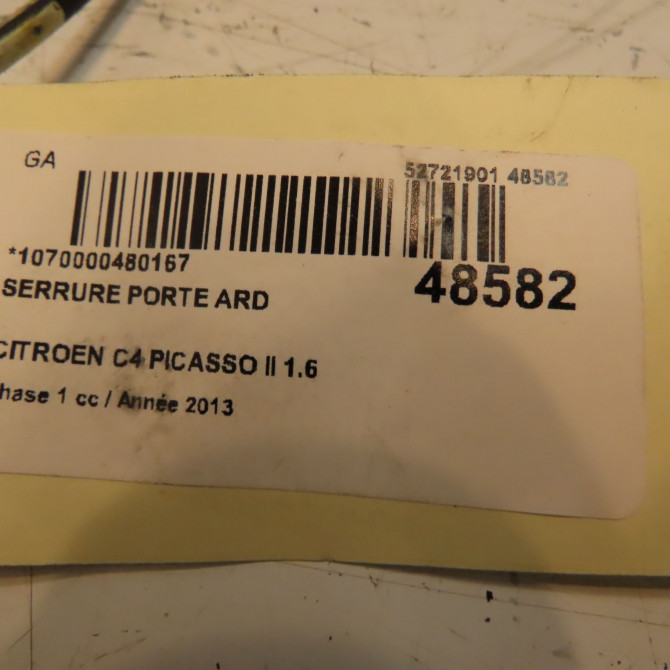 GA
52721901 48582
*1070000480167
48582
SERRURE PORTE ARD
CITROEN C4 PICASSO II 1.6
hase 1 cc / Année 2013